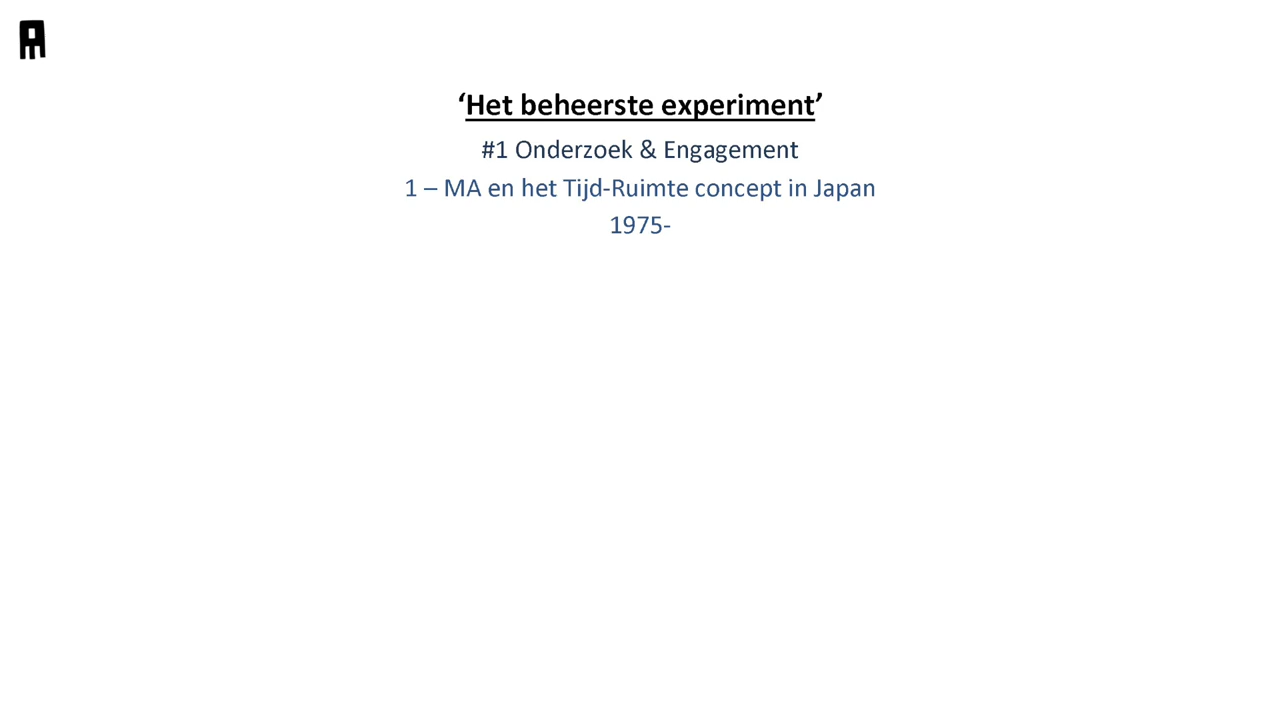 ‘Het beheerste experiment’
#1 Onderzoek & Engagement
1 – MA en het Tijd-Ruimte concept in Japan
1975-